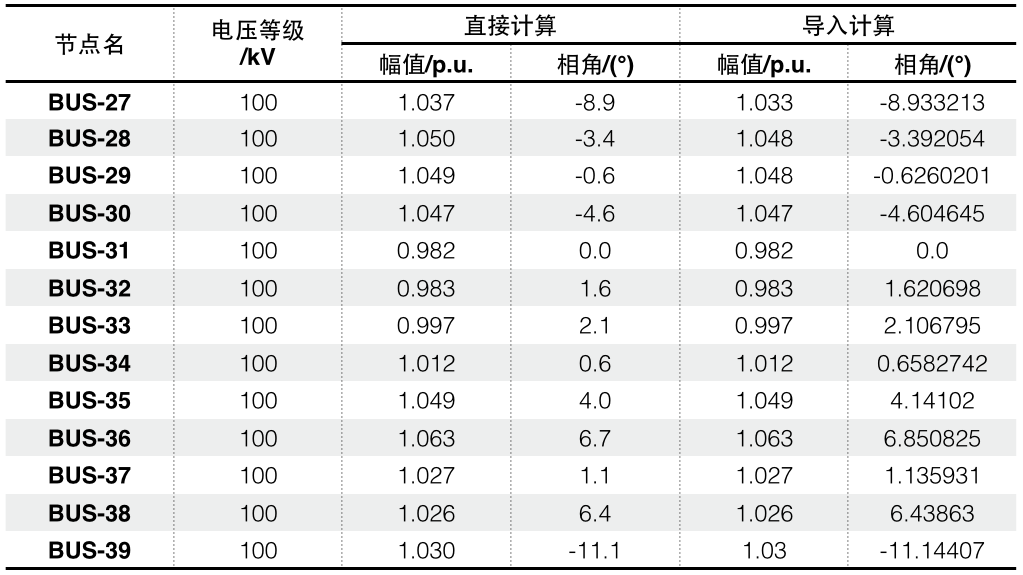 节点名 电压等级/kV 直接计算 导入计算
幅值/p.u. 相角/(°) 幅值/p.u. 相角/(°)
BUS-27 100 1.037 -8.9 1.033 -8.933213
BUS-28 100 1.050 -3.4 1.048 -3.392054
BUS-29 100 1.049 -0.6 1.048 -0.6260201
BUS-30 100 1.047 -4.6 1.047 -4.604645
BUS-31 100 0.982 0.0 0.982 0.0
BUS-32 100 0.983 1.6 0.983 1.620698
BUS-33 100 0.997 2.1 0.997 2.106795
BUS-34 100 1.012 0.6 1.012 0.6582742
BUS-35 100 1.049 4.0 1.049 4.14102
BUS-36 100 1.063 6.7 1.063 6.850825
BUS-37 100 1.027 1.1 1.027 1.135931
BUS-38 100 1.026 6.4 1.026 6.43863
BUS-39 100 1.030 -11.1 1.03 -11.14407